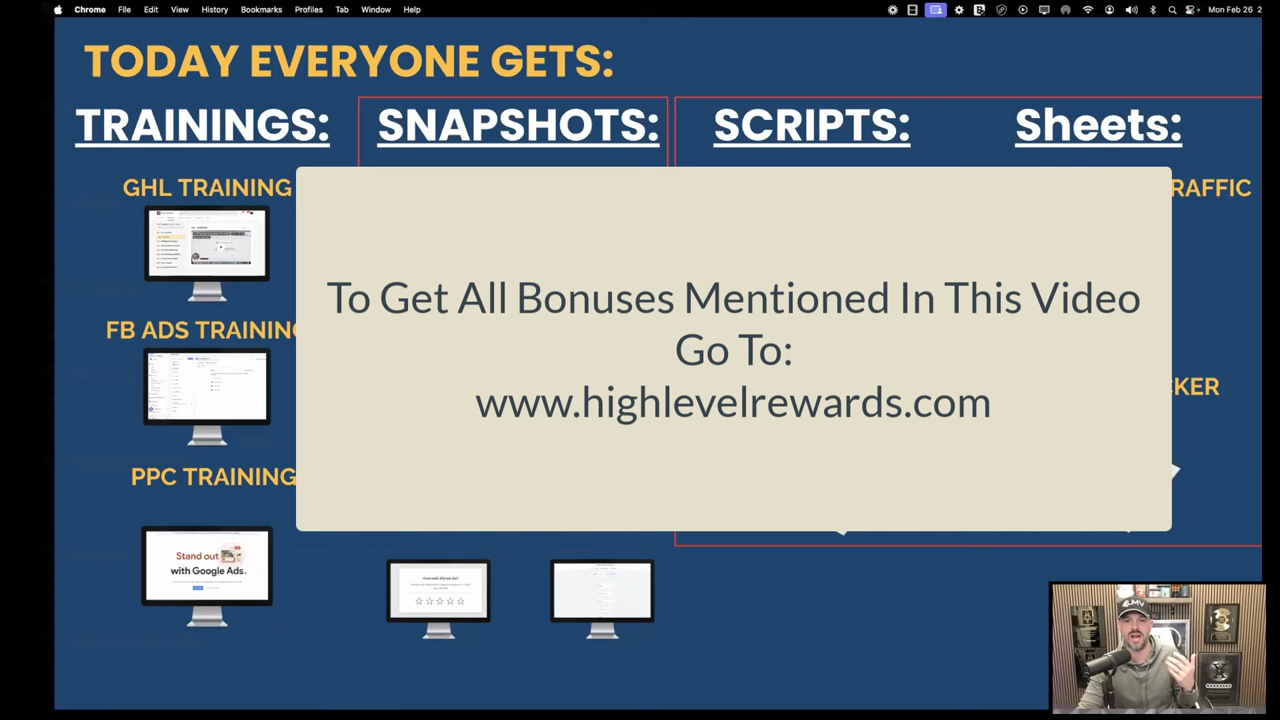 Chrome File Edit View History Bookmarks Profiles Tab Window Help
Mon Feb 26 2
TODAY EVERYONE GETS:
TRAININGS: SNAPSHOTS: SCRIPTS: Sheets:
GHL TRAINING
RAFFIC
To Get All Bonuses Mentioned In This Video
Go To:
www.highlevelrewards.com
FB ADS TRAINING
CKER
PPC TRAINING
Stand out
with Google Ads.
LMV